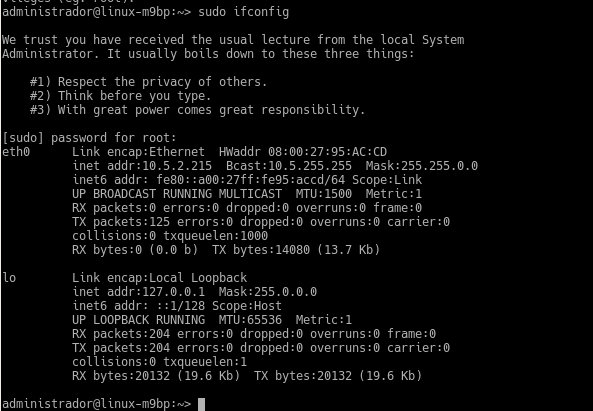 vileges (eg. root).
administrador@linux-m9bp:~> sudo ifconfig
We trust you have received the usual lecture from the local System
Administrator. It usually boils down to these three things:
#1) Respect the privacy of others.
#2) Think before you type.
#3) With great power comes great responsibility.
[sudo] password for root:
eth0 Link encap:Ethernet HWaddr 08:00:27:95:AC:CD
inet addr:10.5.2.215 Bcast:10.5.255.255 Mask:255.255.0.0
inet6 addr: fe80::a00:27ff:fe95:accd/64 Scope:Link
UP BROADCAST RUNNING MULTICAST MTU:1500 Metric:1
RX packets:0 errors:0 dropped:0 overruns:0 frame:0
TX packets:125 errors:0 dropped:0 overruns:0 carrier:0
collisions:0 txqueuelen:1000
RX bytes:0 (0.0 b) TX bytes:14080 (13.7 Kb)
lo Link encap:Local Loopback
inet addr:127.0.0.1 Mask:255.0.0.0
inet6 addr: ::1/128 Scope:Host
UP LOOPBACK RUNNING MTU:65536 Metric:1
RX packets:204 errors:0 dropped:0 overruns:0 frame:0
TX packets:204 errors:0 dropped:0 overruns:0 carrier:0
collisions:0 txqueuelen:1
RX bytes:20132 (19.6 Kb) TX bytes:20132 (19.6 Kb)
administrador@linux-m9bp:~>